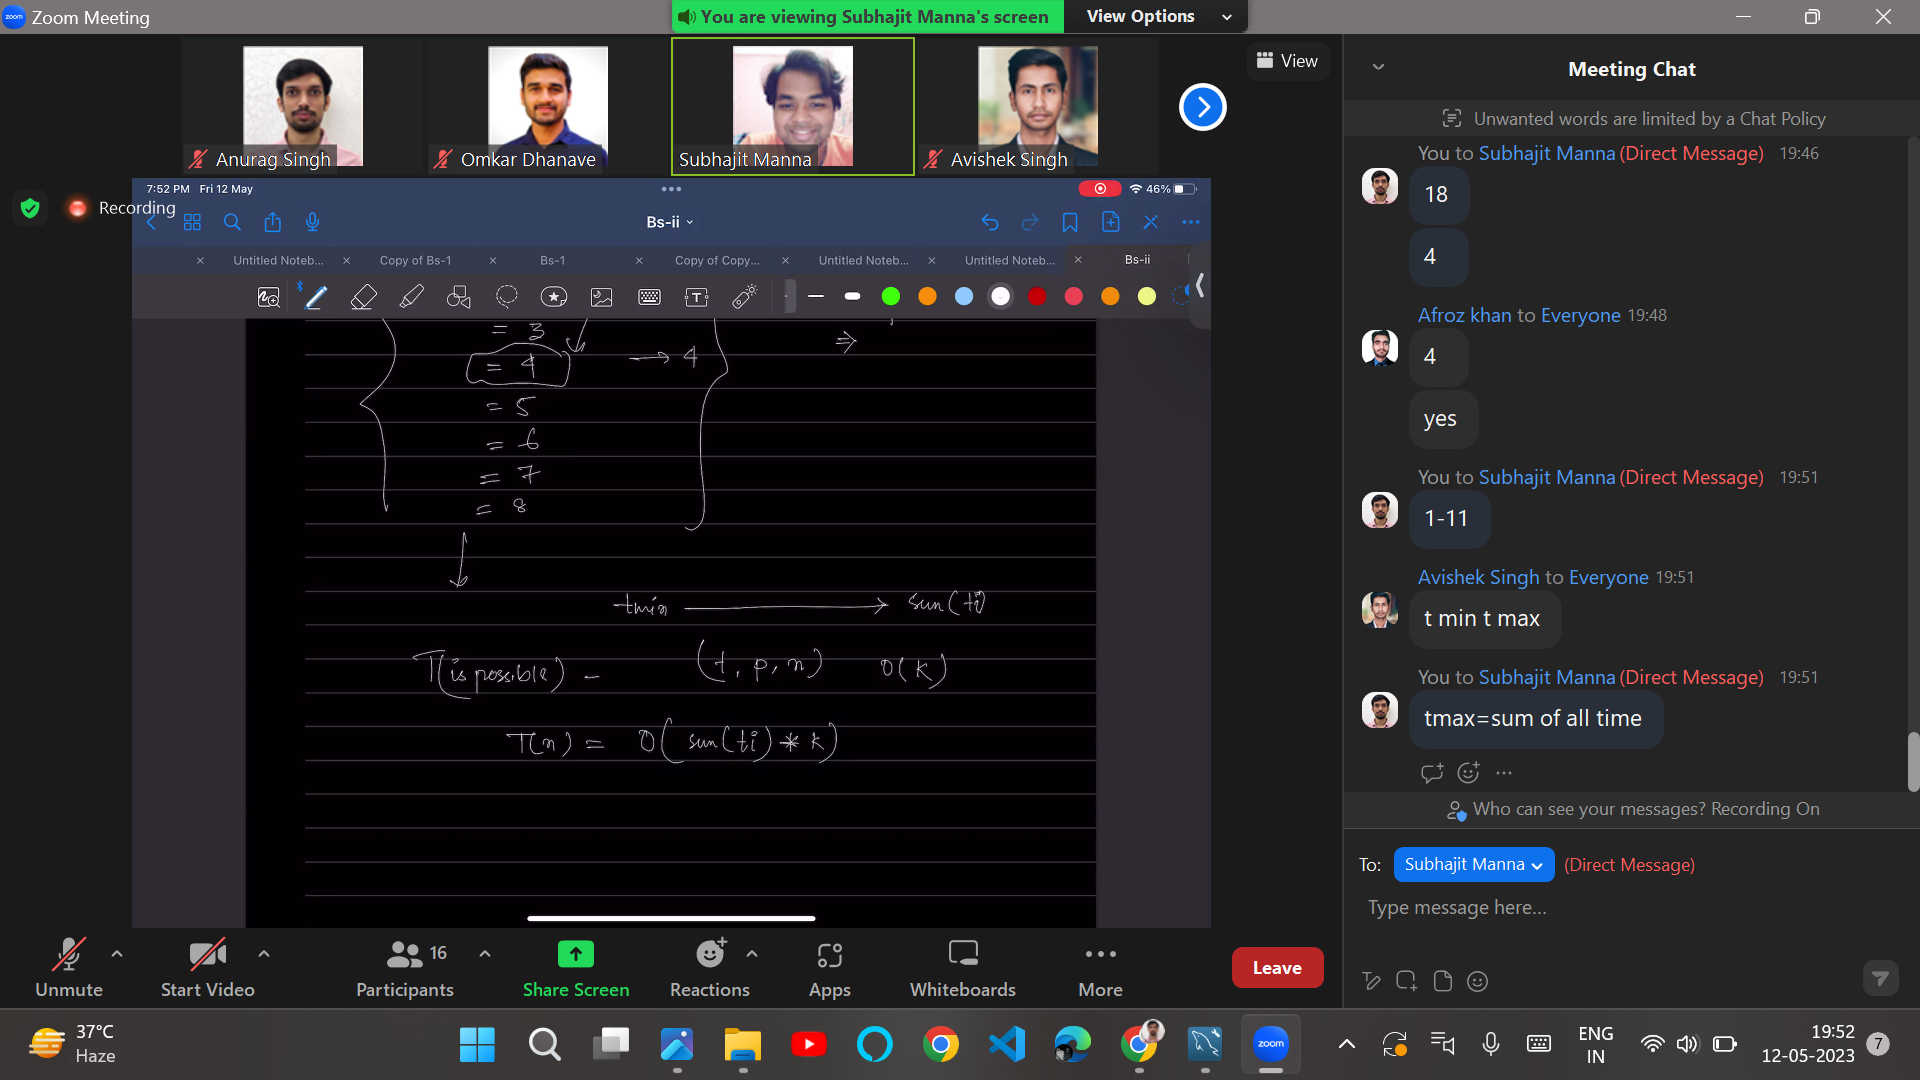 Zoom Meeting
You are viewing Subhajit Manna's screen
View Options
View
Anurag Singh
Omkar Dhanave
Subhajit Manna
Avishek Singh
Recording
7:52 PM Fri 12 May
46%
Bs-ii
Untitled Noteb...
Copy of Bs-1
Bs-1
Copy of Copy...
Untitled Noteb...
Untitled Noteb...
Bs-ii
= 3
= 4 → 4
⇒
= 5
= 6
= 7
= 8
tmin → sum(ti)
T(is possible) - (t, p, n) O(k)
T(n) = O(sum(ti) * k)
Meeting Chat
Unwanted words are limited by a Chat Policy
You to Subhajit Manna (Direct Message) 19:46
18
4
Afroz khan to Everyone 19:48
4
yes
You to Subhajit Manna (Direct Message) 19:51
1-11
Avishek Singh to Everyone 19:51
t min t max
You to Subhajit Manna (Direct Message) 19:51
tmax=sum of all time
Who can see your messages? Recording On
To: Subhajit Manna (Direct Message)
Type message here...
Unmute
Start Video
16
Participants
Share Screen
Reactions
Apps
Whiteboards
More
Leave
37°C
Haze
zoom
ENG
IN
19:52
12-05-2023
7